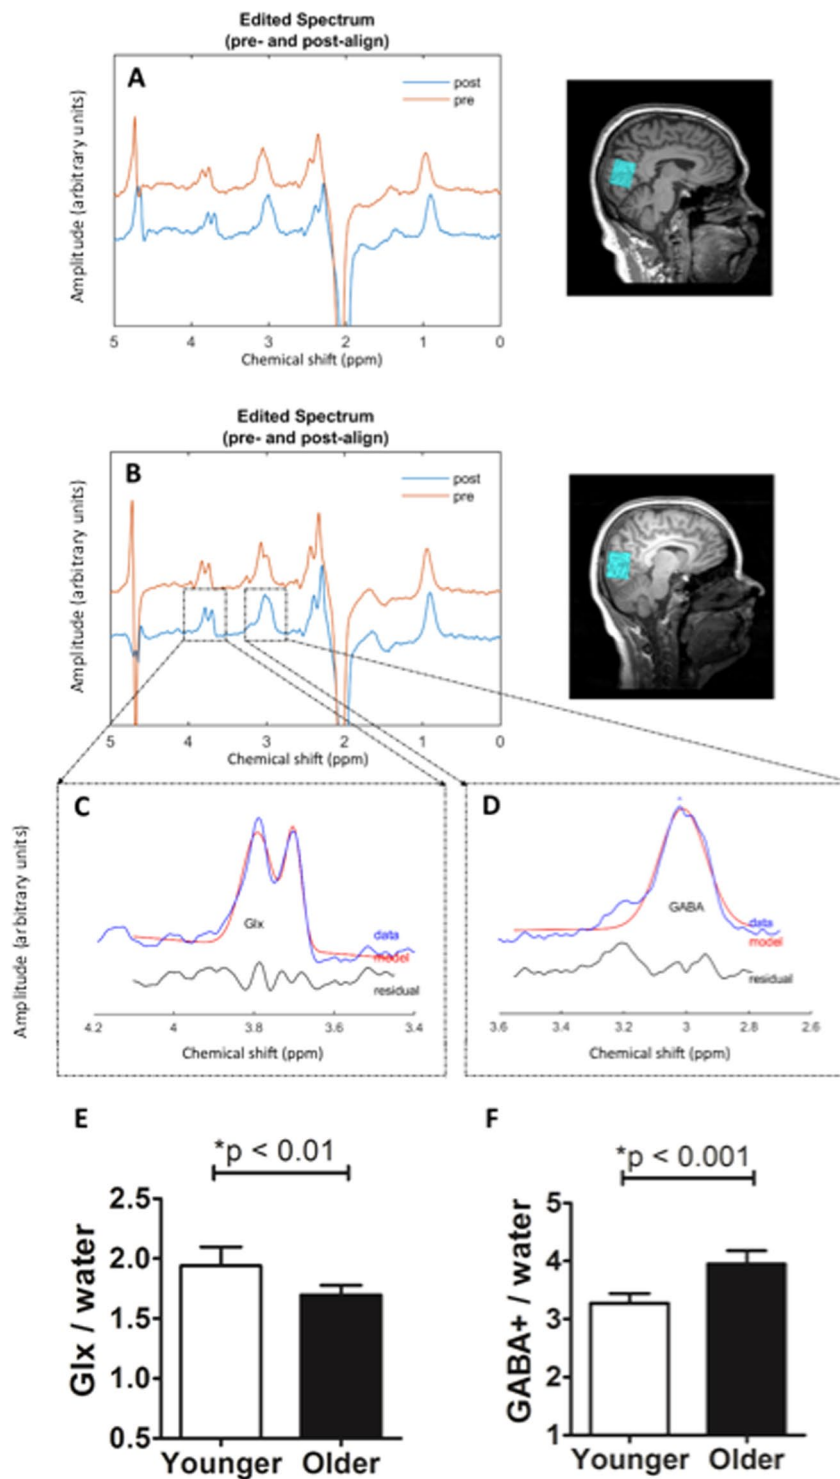 Edited Spectrum
(pre- and post-align)
A
post
pre
Amplitude (arbitrary units)
5 4 3 2 1 0
Chemical shift (ppm)
Edited Spectrum
(pre- and post-align)
B
post
pre
Amplitude (arbitrary units)
5 4 3 2 1 0
Chemical shift (ppm)
C
Glx
data
model
residual
Amplitude (arbitrary units)
4.2 4 3.8 3.6 3.4
Chemical shift (ppm)
D
GABA
data
model
residual
3.6 3.4 3.2 3 2.8 2.6
Chemical shift (ppm)
E
*p < 0.01
Glx / water
2.5
2.0
1.5
1.0
0.5
Younger Older
F
*p < 0.001
GABA+ / water
5
4
3
2
1
Younger Older